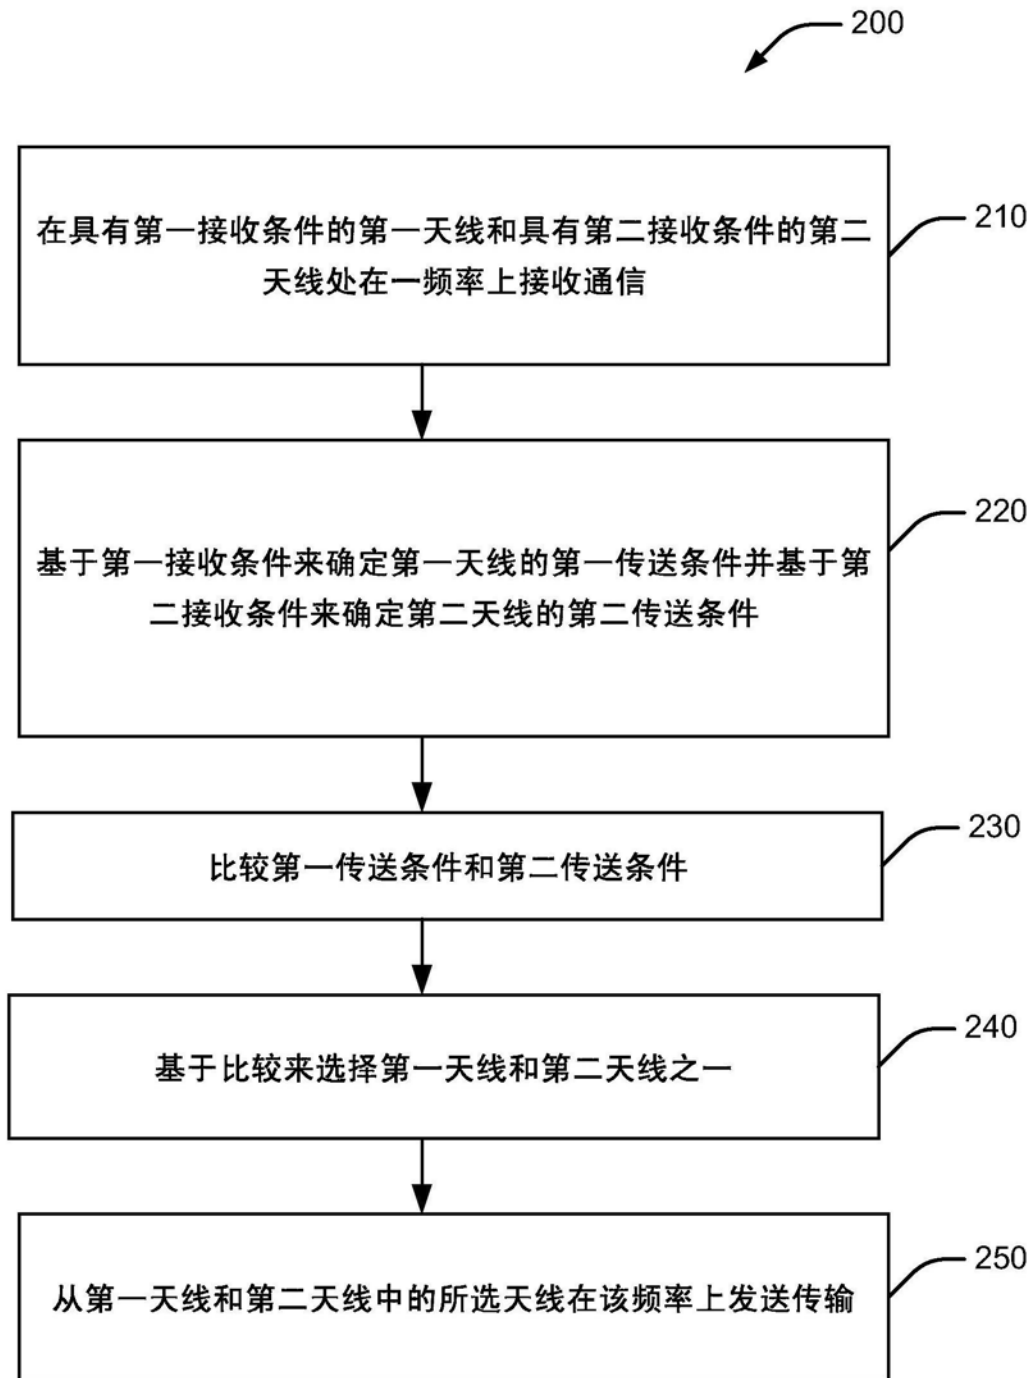 200
在具有第一接收条件的第一天线和具有第二接收条件的第二
天线处在一频率上接收通信
210
基于第一接收条件来确定第一天线的第一传送条件并基于第
二接收条件来确定第二天线的第二传送条件
220
比较第一传送条件和第二传送条件
230
基于比较来选择第一天线和第二天线之一
240
从第一天线和第二天线中的所选天线在该频率上发送传输
250